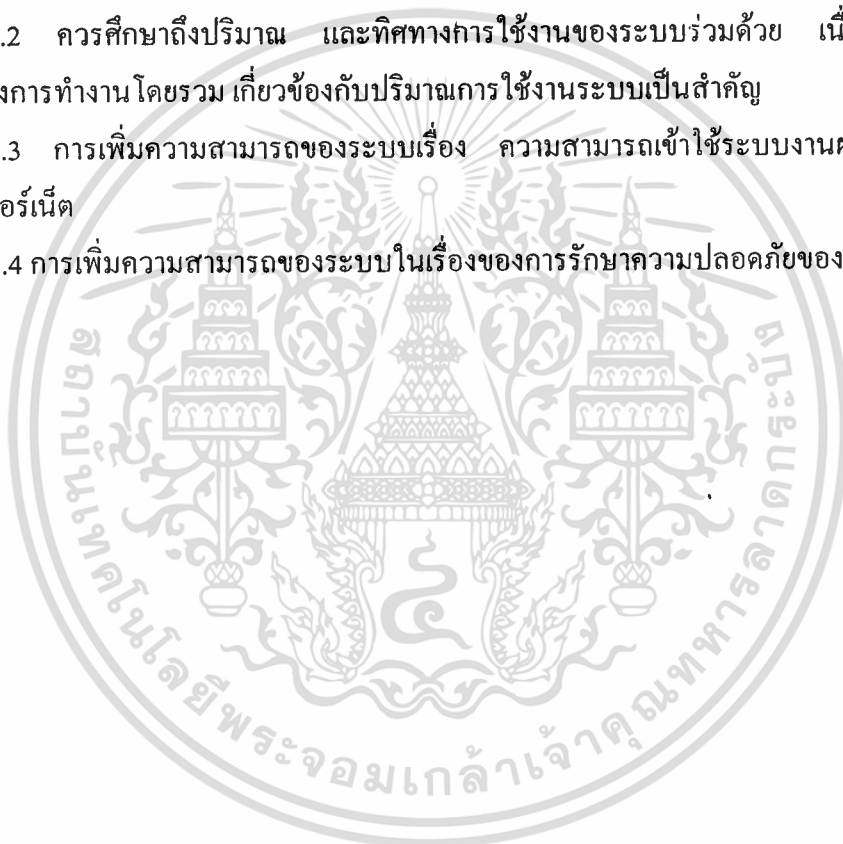 .2 ควรศึกษาถึงปริมาณ และทิศทางการใช้งานของระบบร่วมด้วย เนื่
งการทำงานโดยรวม เกี่ยวข้องกับปริมาณการใช้งานระบบเป็นสำคัญ
.3 การเพิ่มความสามารถของระบบเรื่อง ความสามารถเข้าใช้ระบบงานผ
อร์เน็ต
.4 การเพิ่มความสามารถของระบบในเรื่องของการรักษาความปลอดภัยของ
สถาบันเทคโนโลยีพระจอมเกล้าเจ้าคุณทหารลาดกระบัง